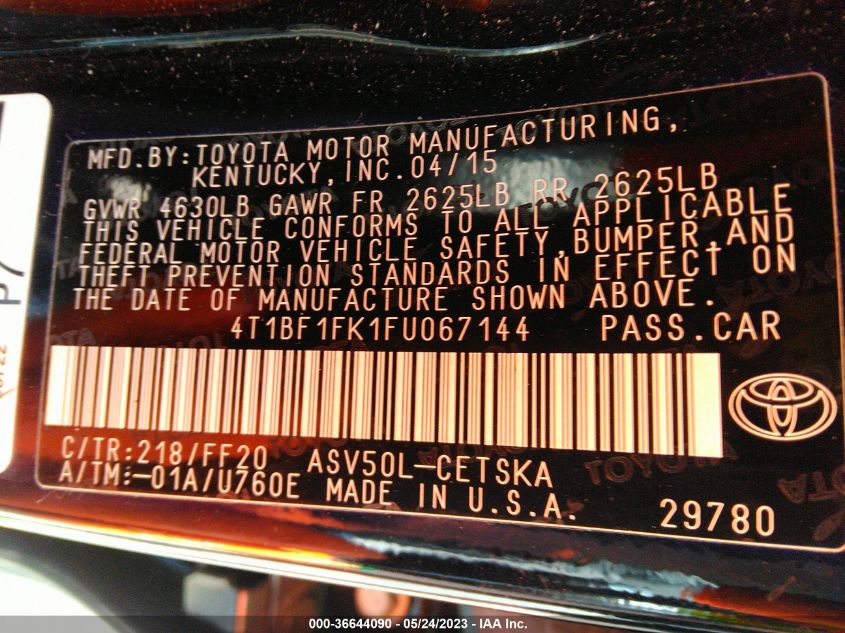 MFD.BY:TOYOTA MOTOR MANUFACTURING,
KENTUCKY,INC.04/15
GVWR 4630LB GAWR FR 2625LB RR 2625LB
THIS VEHICLE CONFORMS TO ALL APPLICABLE
FEDERAL MOTOR VEHICLE SAFETY,BUMPER,AND
THEFT PREVENTION STANDARDS IN EFFECT ON
THE DATE OF MANUFACTURE SHOWN ABOVE.
4T1BF1FK1FU067144 PASS.CAR
C/TR:218/FF20 ASV50L-CETSKA
A/TM:-01A/U760E MADE IN U.S.A. 29780
000-36644090 - 05/24/2023 - IAA Inc.